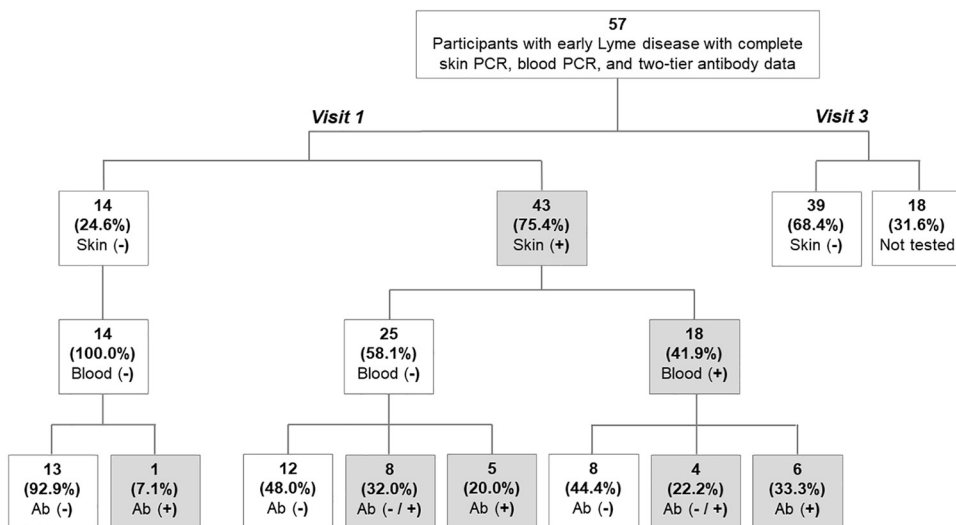 57
Participants with early Lyme disease with complete
skin PCR, blood PCR, and two-tier antibody data
Visit 1
Visit 3
14
(24.6%)
Skin (-)
43
(75.4%)
Skin (+)
39
(68.4%)
Skin (-)
18
(31.6%)
Not tested
14
(100.0%)
Blood (-)
25
(58.1%)
Blood (-)
18
(41.9%)
Blood (+)
13
(92.9%)
Ab (-)
1
(7.1%)
Ab (+)
12
(48.0%)
Ab (-)
8
(32.0%)
Ab (- / +)
5
(20.0%)
Ab (+)
8
(44.4%)
Ab (-)
4
(22.2%)
Ab (- / +)
6
(33.3%)
Ab (+)